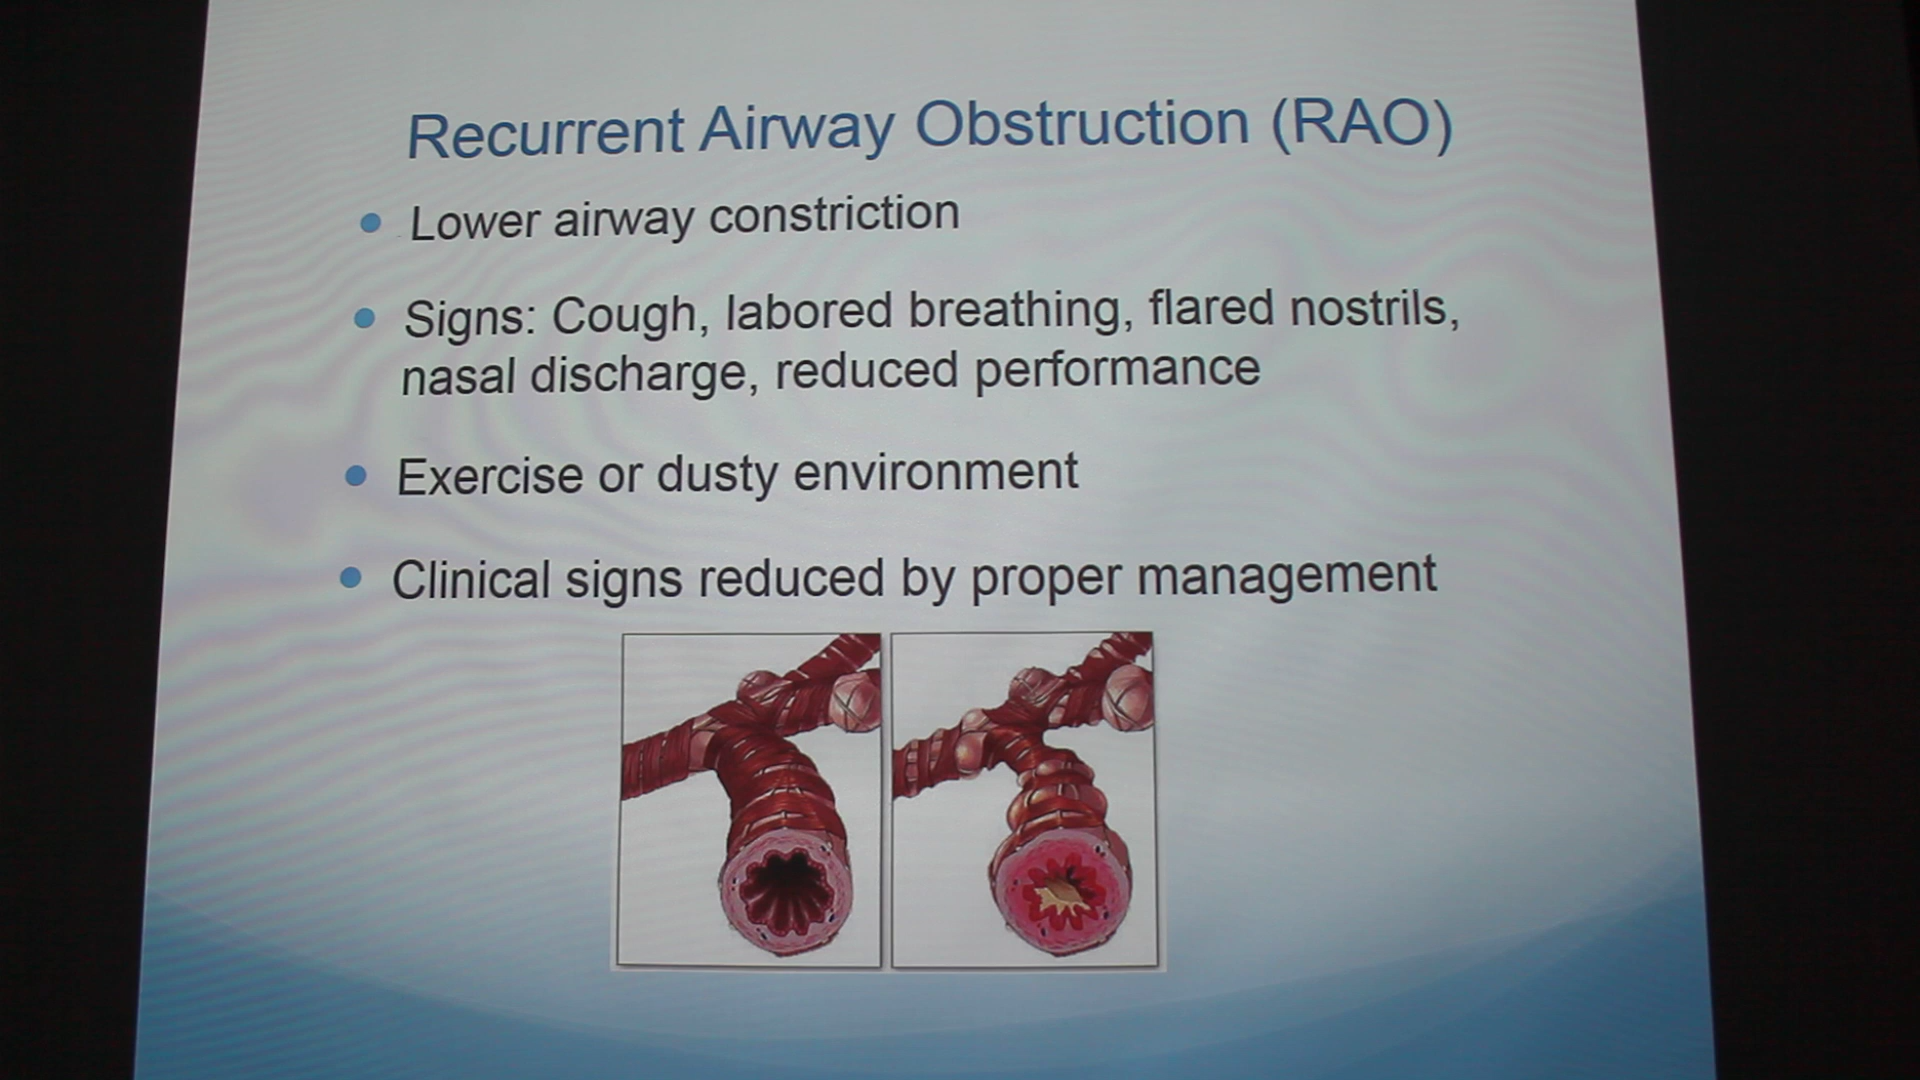 Recurrent Airway Obstruction (RAO)
• Lower airway constriction
• Signs: Cough, labored breathing, flared nostrils,
nasal discharge, reduced performance
• Exercise or dusty environment
• Clinical signs reduced by proper management